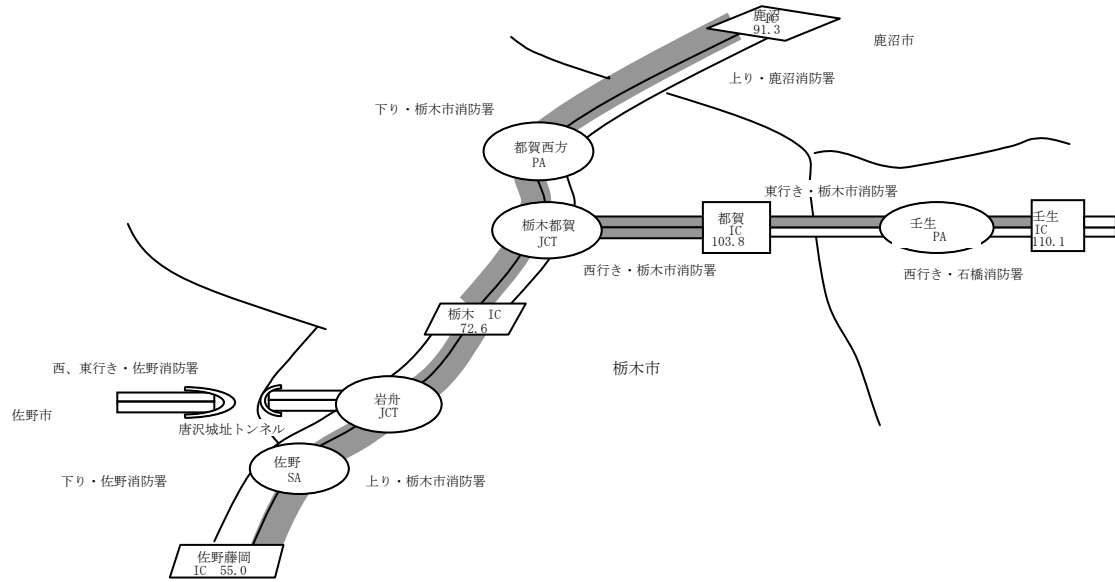 鹿沼
IC
91.3
鹿沼市
上り・鹿沼消防署
下り・栃木市消防署
都賀西方
PA
東行き・栃木市消防署
栃木都賀
JCT
都賀
IC
103.8
壬生
PA
壬生
IC
110.1
西行き・栃木市消防署
西行き・石橋消防署
栃木 IC
72.6
栃木市
西、東行き・佐野消防署
佐野市
唐沢城址トンネル
岩舟
JCT
佐野
SA
下り・佐野消防署
上り・栃木市消防署
佐野藤岡
IC 55.0